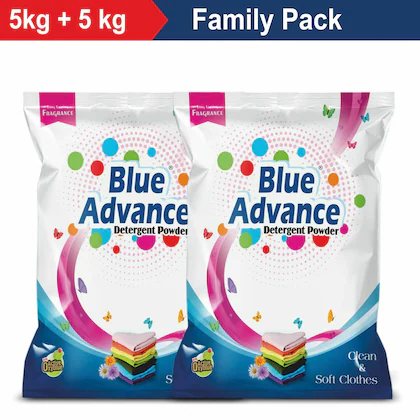 5kg + 5 kg
Family Pack
FRAGRANCE
Blue
Advance
Detergent Powder
FRAGRANCE
Blue
Advance
Detergent Powder
Clean
&
Soft Clothes